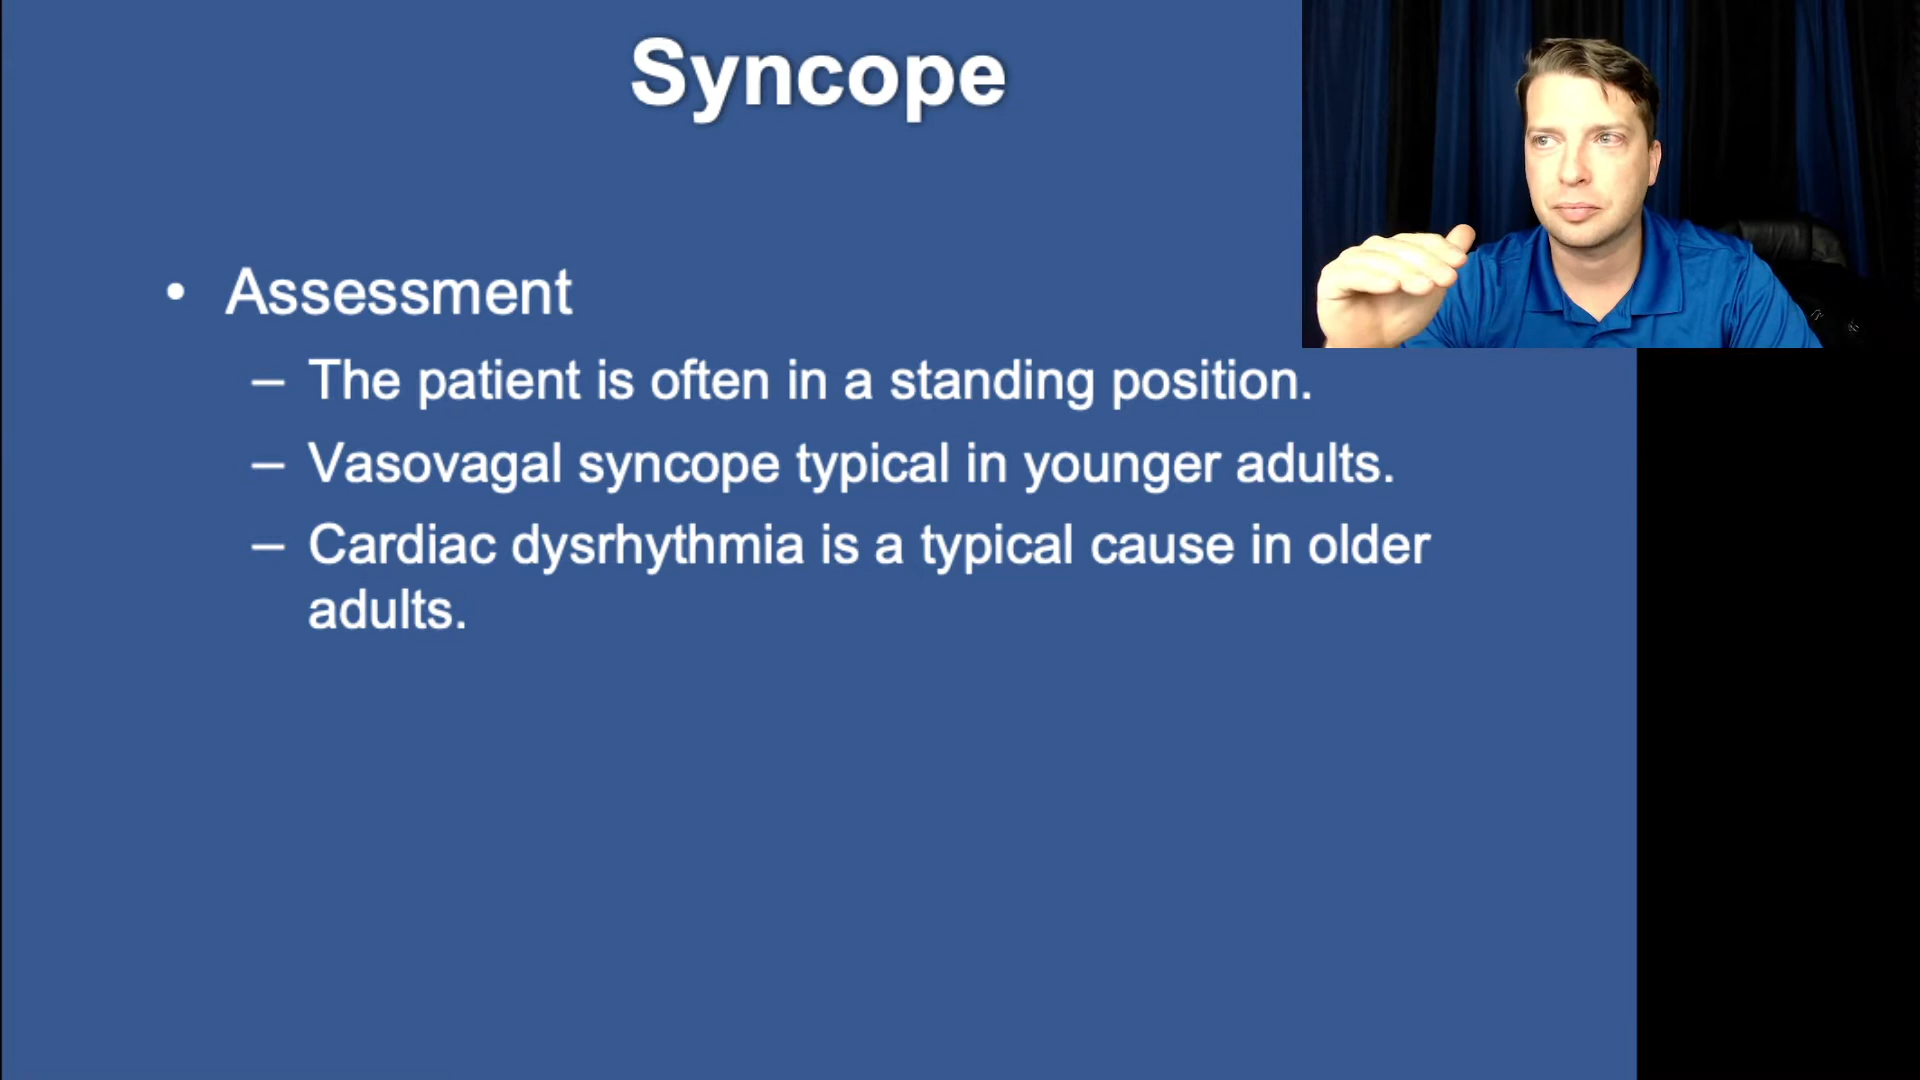 Syncope
• Assessment
– The patient is often in a standing position.
– Vasovagal syncope typical in younger adults.
– Cardiac dysrhythmia is a typical cause in older
adults.